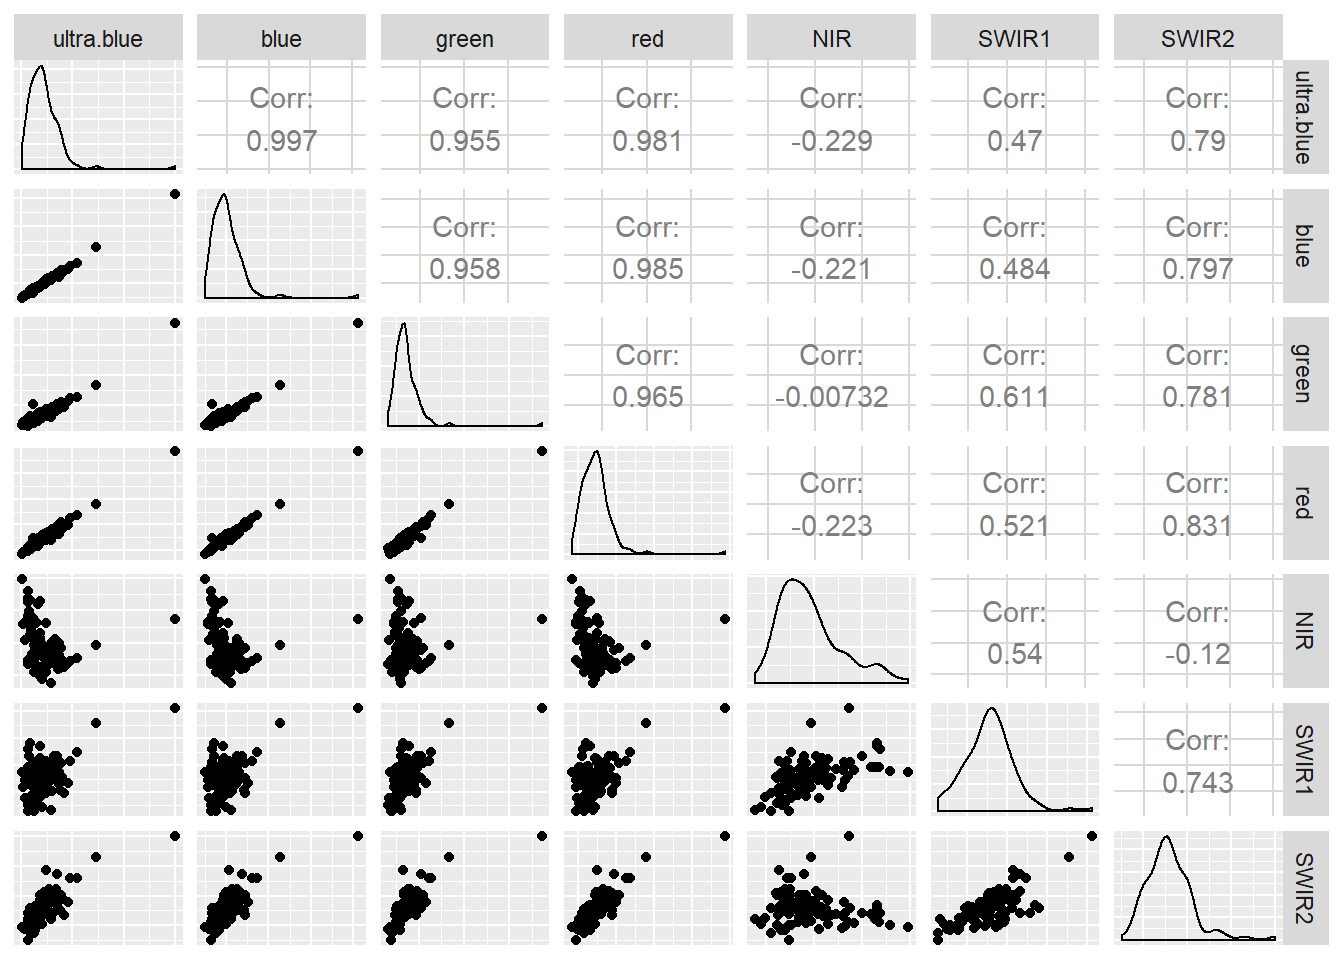 ultra.blue blue green red NIR SWIR1 SWIR2
Corr: Corr: Corr: Corr: Corr: Corr:
0.997 0.955 0.981 -0.229 0.47 0.79
ultra.blue
Corr: Corr: Corr: Corr: Corr:
0.958 0.985 -0.221 0.484 0.797
blue
Corr: Corr: Corr: Corr:
0.965 -0.00732 0.611 0.781
green
Corr: Corr: Corr:
-0.223 0.521 0.831
red
Corr: Corr:
0.54 -0.12
NIR
Corr:
0.743
SWIR1
SWIR2